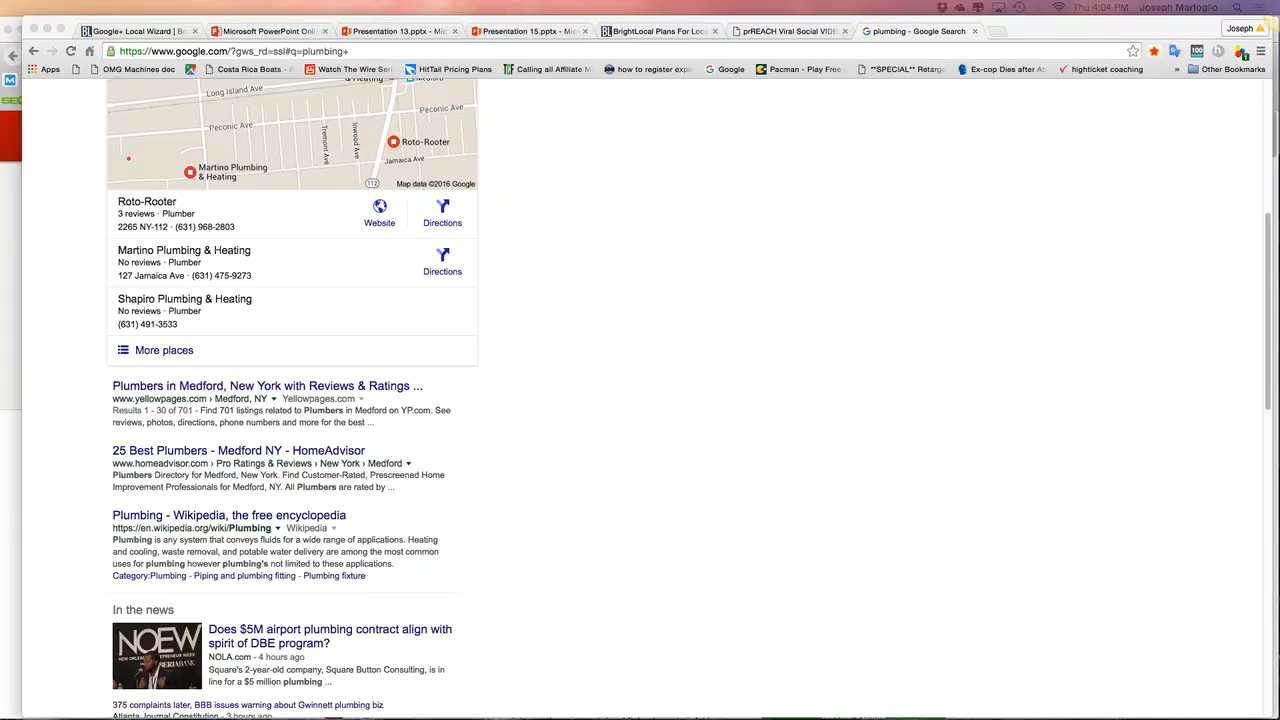 Thu 4:04 PM Joseph Martoglio
Google+ Local Wizard | Br
Microsoft PowerPoint Onli
Presentation 13.pptx - Mic
Presentation 15.pptx - Mic
BrightLocal Plans For Loca
prREACH Viral Social VIDE
plumbing - Google Search
Joseph
https://www.google.com/?gws_rd=ssl#q=plumbing+
100
Apps
OMG Machines dec
Costa Rica Boats - B
Watch The Wire Seri
HitTail Pricing Plans
Calling all Affiliate M
how to register expi
Google
Pacman - Play Free
**SPECIAL** Retarge
Ex-cop Dies after At
highticket coaching
» Other Bookmarks
Long Island Ave
Medford
Peconic Ave
Peconic Ave
Tremont Ave
Inwood Ave
Roto-Rooter
Jamaica Ave
Martino Plumbing
& Heating
112
Map data ©2016 Google
Roto-Rooter
3 reviews · Plumber
2265 NY-112 · (631) 968-2803
Website
Directions
Martino Plumbing & Heating
No reviews · Plumber
127 Jamaica Ave · (631) 475-9273
Directions
Shapiro Plumbing & Heating
No reviews · Plumber
(631) 491-3533
More places
Plumbers in Medford, New York with Reviews & Ratings ...
www.yellowpages.com › Medford, NY Yellowpages.com
Results 1 - 30 of 701 - Find 701 listings related to Plumbers in Medford on YP.com. See
reviews, photos, directions, phone numbers and more for the best ...
25 Best Plumbers - Medford NY - HomeAdvisor
www.homeadvisor.com › Pro Ratings & Reviews › New York › Medford
Plumbers Directory for Medford, New York. Find Customer-Rated, Prescreened Home
Improvement Professionals for Medford, NY. All Plumbers are rated by ...
Plumbing - Wikipedia, the free encyclopedia
https://en.wikipedia.org/wiki/Plumbing Wikipedia
Plumbing is any system that conveys fluids for a wide range of applications. Heating
and cooling, waste removal, and potable water delivery are among the most common
uses for plumbing however plumbing's not limited to these applications.
Category:Plumbing - Piping and plumbing fitting - Plumbing fixture
In the news
NOEW
Does $5M airport plumbing contract align with
spirit of DBE program?
NOLA.com - 4 hours ago
Square's 2-year-old company, Square Button Consulting, is in
line for a $5 million plumbing ...
375 complaints later, BBB issues warning about Gwinnett plumbing biz
Atlanta Journal Constitution - 3 hours ago